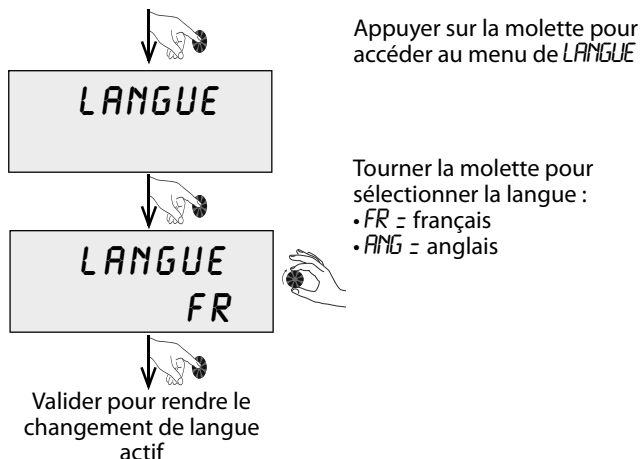 Appuyer sur la molette pour
accéder au menu de LANGUE
LANGUE
Tourner la molette pour
sélectionner la langue :
• FR = français
• ANG = anglais
LANGUE
FR
Valider pour rendre le
changement de langue
actif